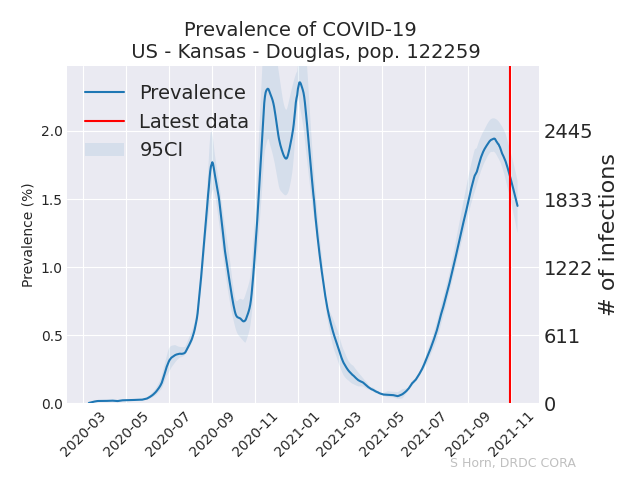 Prevalence of COVID-19
US - Kansas - Douglas, pop. 122259
Prevalence
Latest data
95CI
Prevalence (%)
2.0
1.5
1.0
0.5
0.0
2445
1833
1222
611
0
# of infections
2020-03
2020-05
2020-07
2020-09
2020-11
2021-01
2021-03
2021-05
2021-07
2021-09
2021-11
S Horn, DRDC CORA